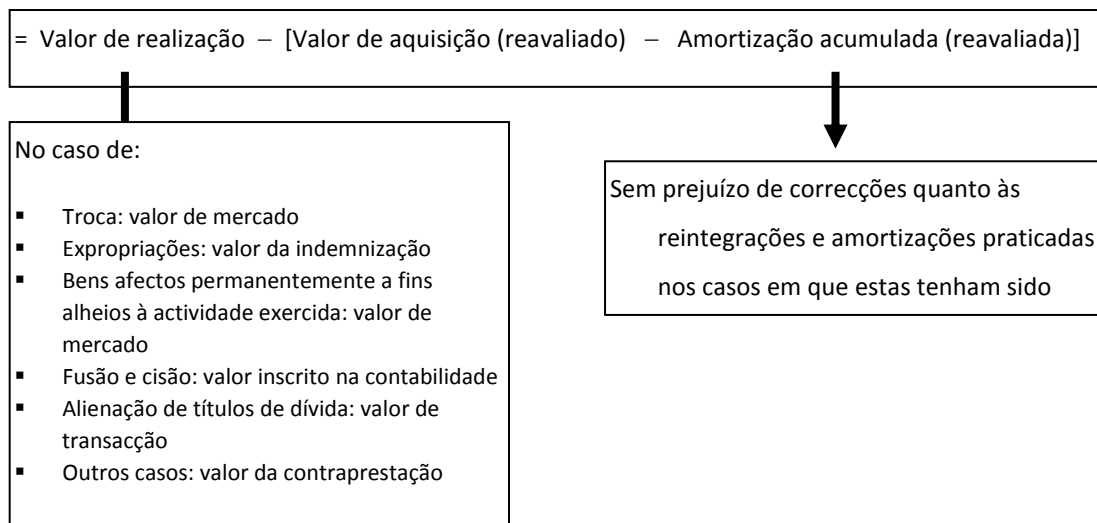 = Valor de realização – [Valor de aquisição (reavaliado) – Amortização acumulada (reavaliada)]
No caso de:
▪ Troca: valor de mercado
▪ Expropriações: valor da indemnização
▪ Bens afectos permanentemente a fins
alheios à actividade exercida: valor de
mercado
▪ Fusão e cisão: valor inscrito na contabilidade
▪ Alienação de títulos de dívida: valor de
transacção
▪ Outros casos: valor da contraprestação
Sem prejuízo de correcções quanto às
reintegrações e amortizações praticadas
nos casos em que estas tenham sido